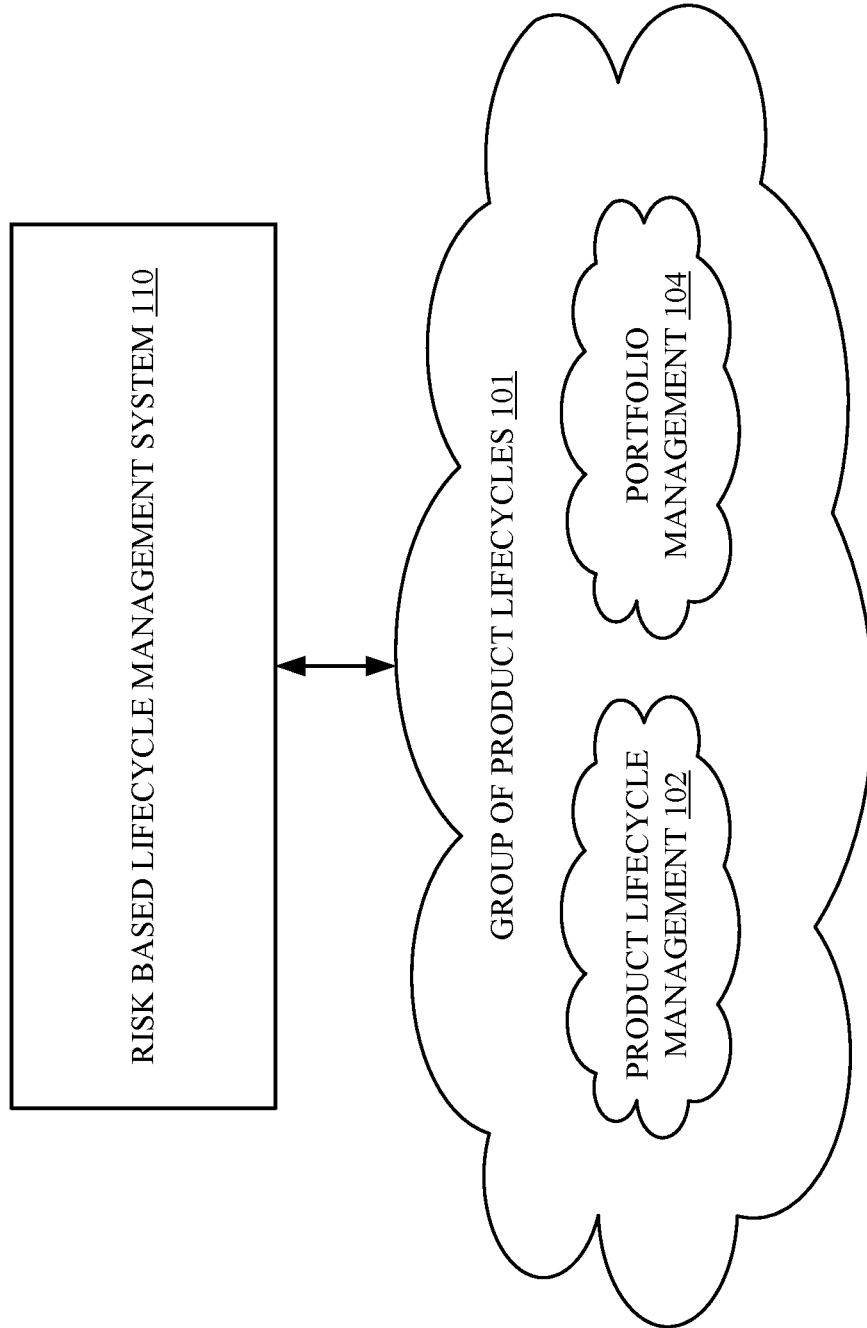 RISK BASED LIFECYCLE MANAGEMENT SYSTEM 110
GROUP OF PRODUCT LIFECYCLES 101
PRODUCT LIFECYCLE
MANAGEMENT 102
PORTFOLIO
MANAGEMENT 104